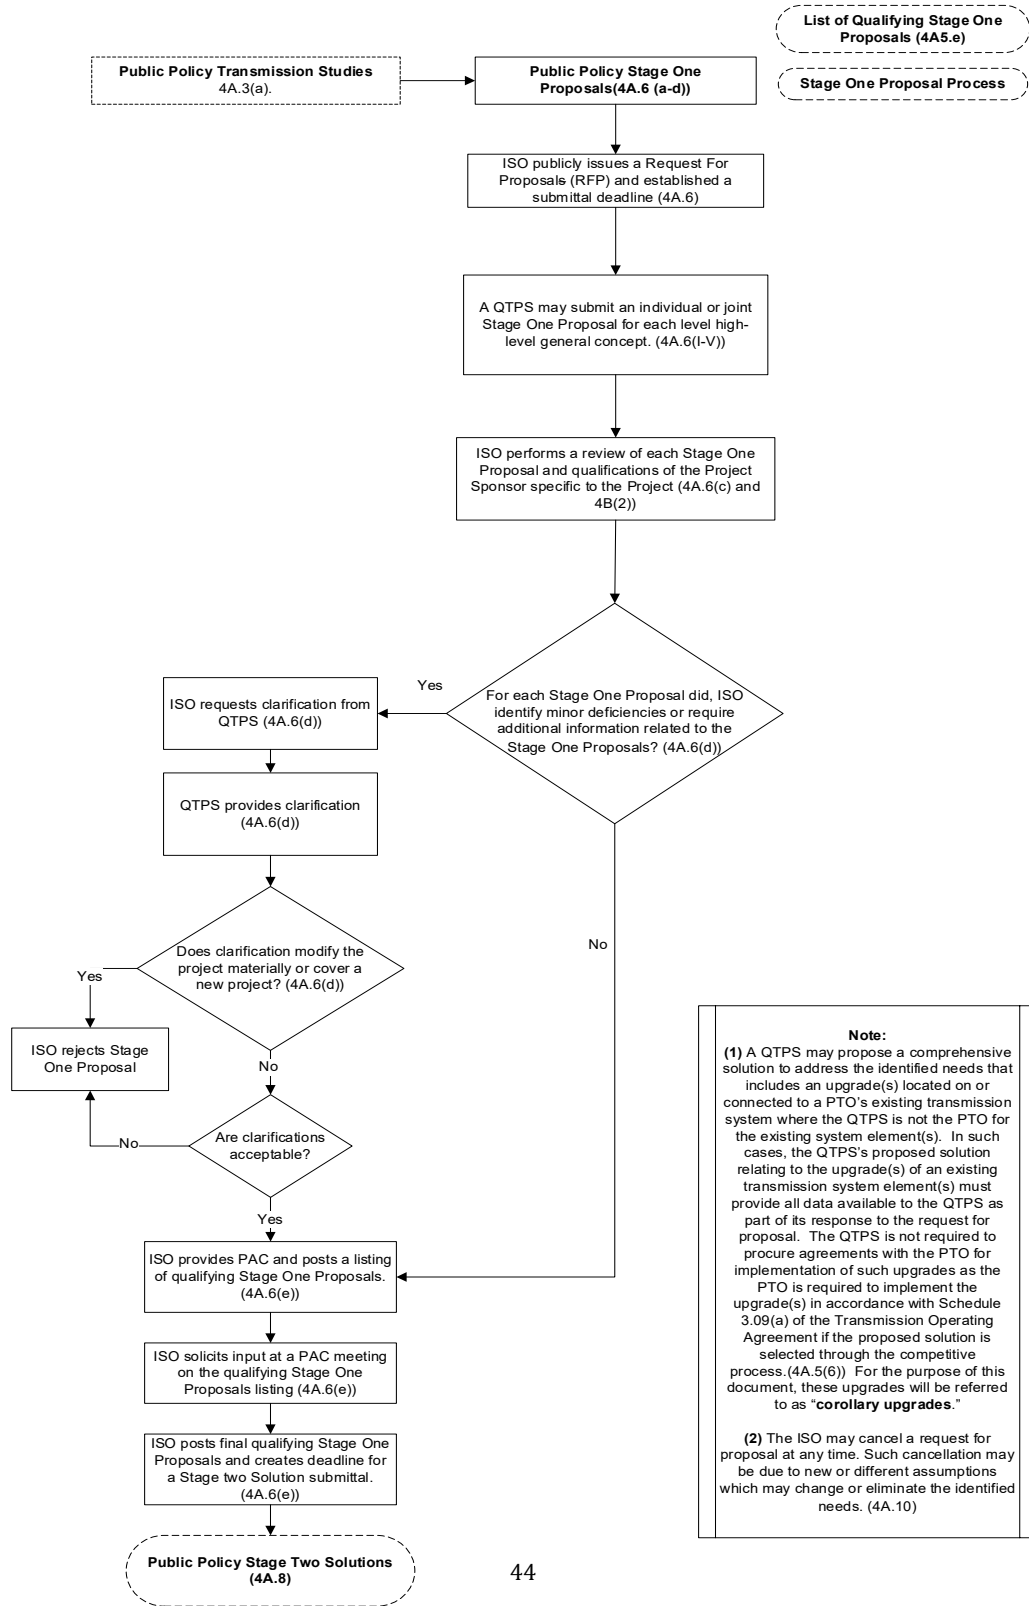 List of Qualifying Stage One
Proposals (4A5.e)
Public Policy Transmission Studies
4A.3(a).
Public Policy Stage One
Proposals(4A.6 (a-d))
Stage One Proposal Process
ISO publicly issues a Request For
Proposals (RFP) and established a
submittal deadline (4A.6)
A QTPS may submit an individual or joint
Stage One Proposal for each level high-
level general concept. (4A.6(I-V))
ISO performs a review of each Stage One
Proposal and qualifications of the Project
Sponsor specific to the Project (4A.6(c) and
4B(2))
For each Stage One Proposal did, ISO
identify minor deficiencies or require
additional information related to the
Stage One Proposals? (4A.6(d))
Yes
ISO requests clarification from
QTPS (4A.6(d))
QTPS provides clarification
(4A.6(d))
Does clarification modify the
project materially or cover a
new project? (4A.6(d))
Yes
No
ISO rejects Stage
One Proposal
No
Are clarifications
acceptable?
No
Yes
ISO provides PAC and posts a listing
of qualifying Stage One Proposals.
(4A.6(e))
ISO solicits input at a PAC meeting
on the qualifying Stage One
Proposals listing (4A.6(e))
ISO posts final qualifying Stage One
Proposals and creates deadline for
a Stage two Solution submittal.
(4A.6(e))
Public Policy Stage Two Solutions
(4A.8)
Note:
(1) A QTPS may propose a comprehensive
solution to address the identified needs that
includes an upgrade(s) located on or
connected to a PTO's existing transmission
system where the QTPS is not the PTO for
the existing system element(s). In such
cases, the QTPS's proposed solution
relating to the upgrade(s) of an existing
transmission system element(s) must
provide all data available to the QTPS as
part of its response to the request for
proposal. The QTPS is not required to
procure agreements with the PTO for
implementation of such upgrades as the
PTO is required to implement the
upgrade(s) in accordance with Schedule
3.09(a) of the Transmission Operating
Agreement if the proposed solution is
selected through the competitive
process.(4A.5(6)) For the purpose of this
document, these upgrades will be referred
to as “corollary upgrades.”
(2) The ISO may cancel a request for
proposal at any time. Such cancellation may
be due to new or different assumptions
which may change or eliminate the identified
needs. (4A.10)
44